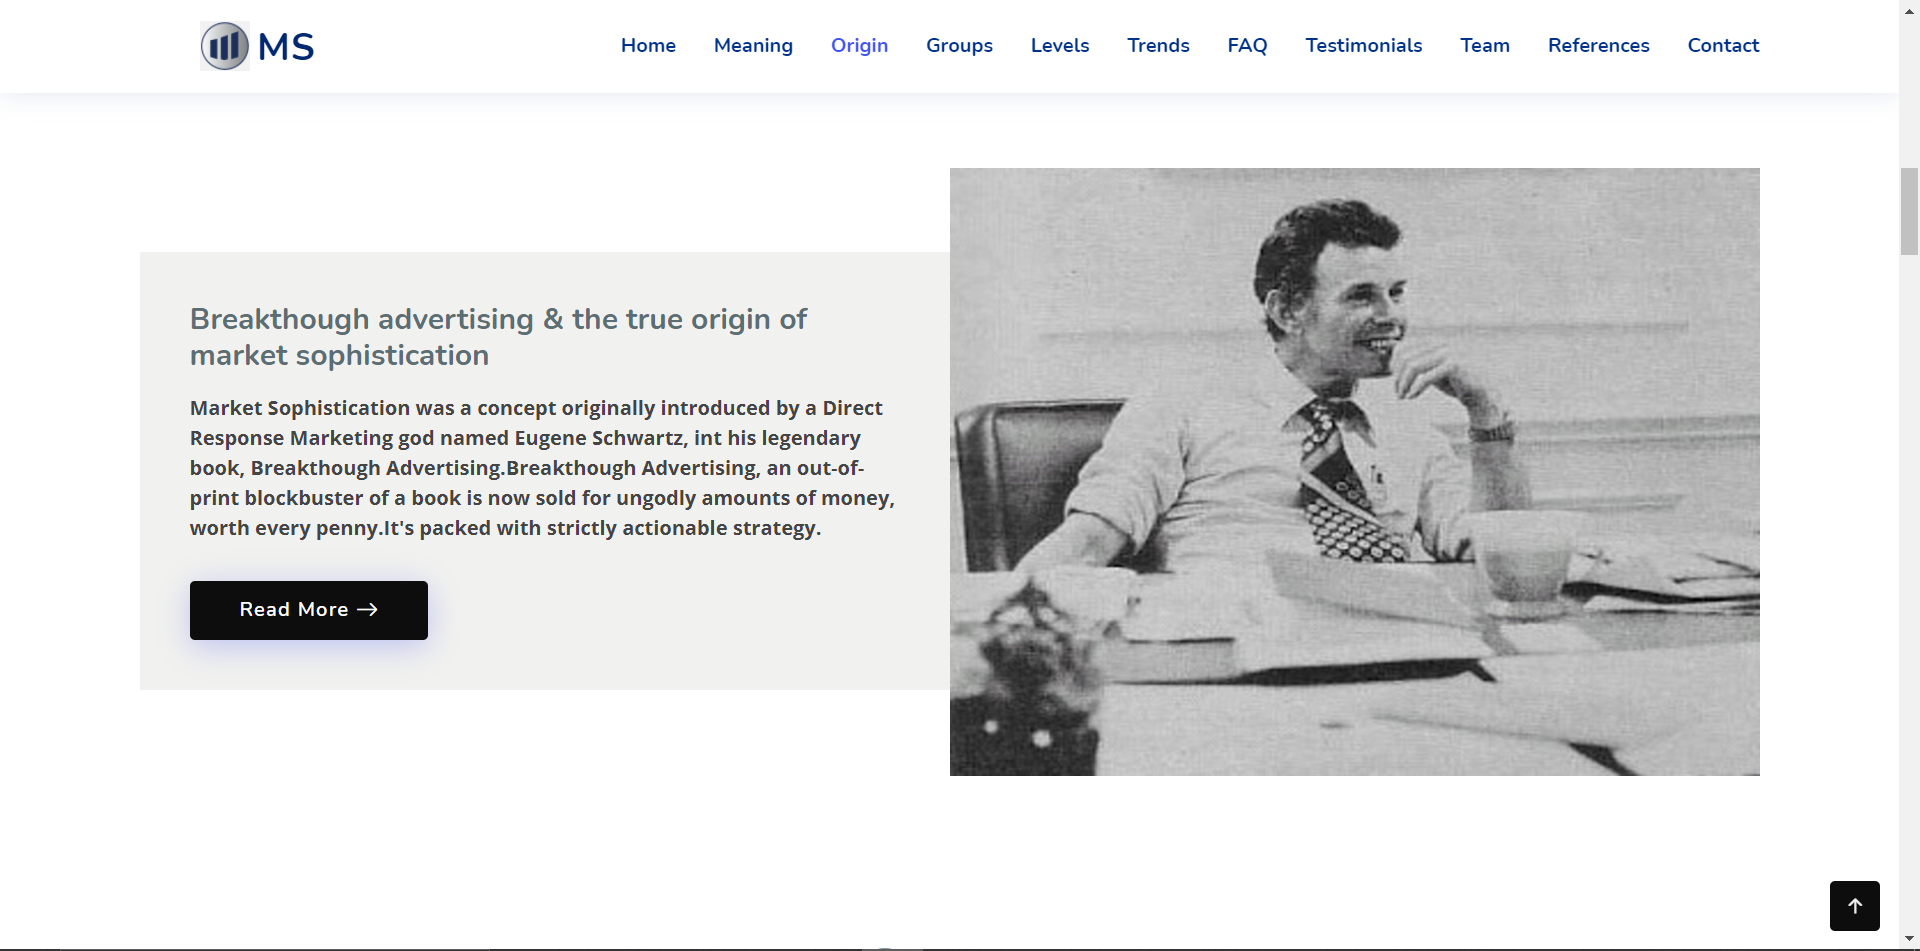 MS
Home Meaning Origin Groups Levels Trends FAQ Testimonials Team References Contact
Breakthough advertising & the true origin of
market sophistication
Market Sophistication was a concept originally introduced by a Direct
Response Marketing god named Eugene Schwartz, int his legendary
book, Breakthough Advertising.Breakthough Advertising, an out-of-
print blockbuster of a book is now sold for ungodly amounts of money,
worth every penny.It's packed with strictly actionable strategy.
Read More →